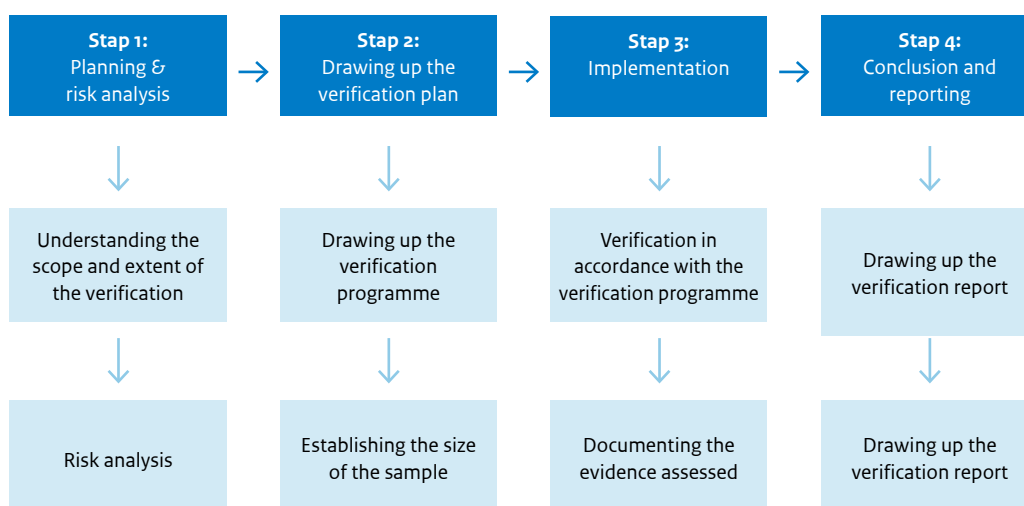 Stap 1:
Planning &
risk analysis
Stap 2:
Drawing up the
verification plan
Stap 3:
Implementation
Stap 4:
Conclusion and
reporting
Understanding the
scope and extent of
the verification
Drawing up the
verification
programme
Verification in
accordance with the
verification programme
Drawing up the
verification report
Risk analysis
Establishing the size
of the sample
Documenting the
evidence assessed
Drawing up the
verification report